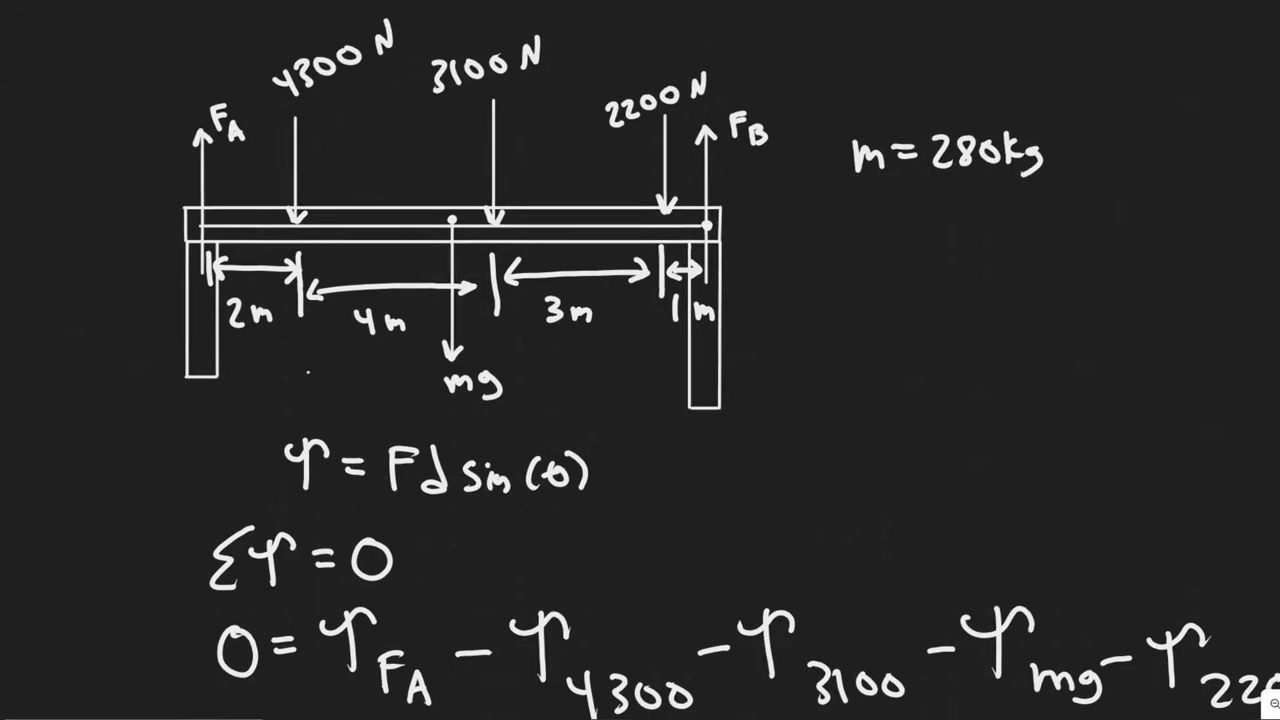 4300 N
3100 N
2200 N
F_A
F_B
m = 280kg
2m
4m
3m
1m
mg
τ = Fd sin(θ)
Στ = 0
0 = τ_FA - τ_4300 - τ_3100 - τ_mg - τ_220